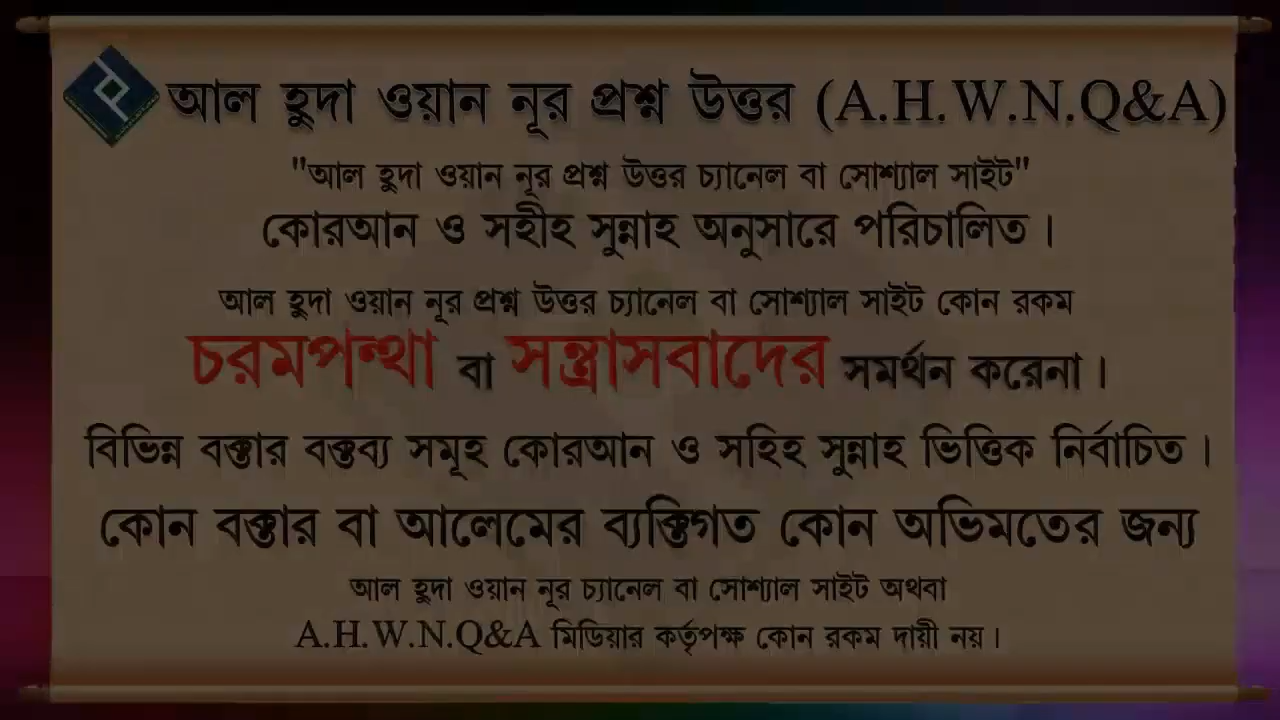 আল হুদা ওয়ান নূর প্রশ্ন উত্তর (A.H.W.N.Q&A)
"আল হুদা ওয়ান নূর প্রশ্ন উত্তর চ্যানেল বা সোশ্যাল সাইট"
কোরআন ও সহীহ সুন্নাহ অনুসারে পরিচালিত।
আল হুদা ওয়ান নূর প্রশ্ন উত্তর চ্যানেল বা সোশ্যাল সাইট কোন রকম
চরমপন্থা বা সন্ত্রাসবাদের সমর্থন করেনা।
বিভিন্ন বক্তার বক্তব্য সমূহ কোরআন ও সহিহ সুন্নাহ ভিত্তিক নির্বাচিত।
কোন বক্তার বা আলেমের ব্যক্তিগত কোন অভিমতের জন্য
আল হুদা ওয়ান নূর চ্যানেল বা সোশ্যাল সাইট অথবা
A.H.W.N.Q&A মিডিয়ার কর্তৃপক্ষ কোন রকম দায়ী নয়।